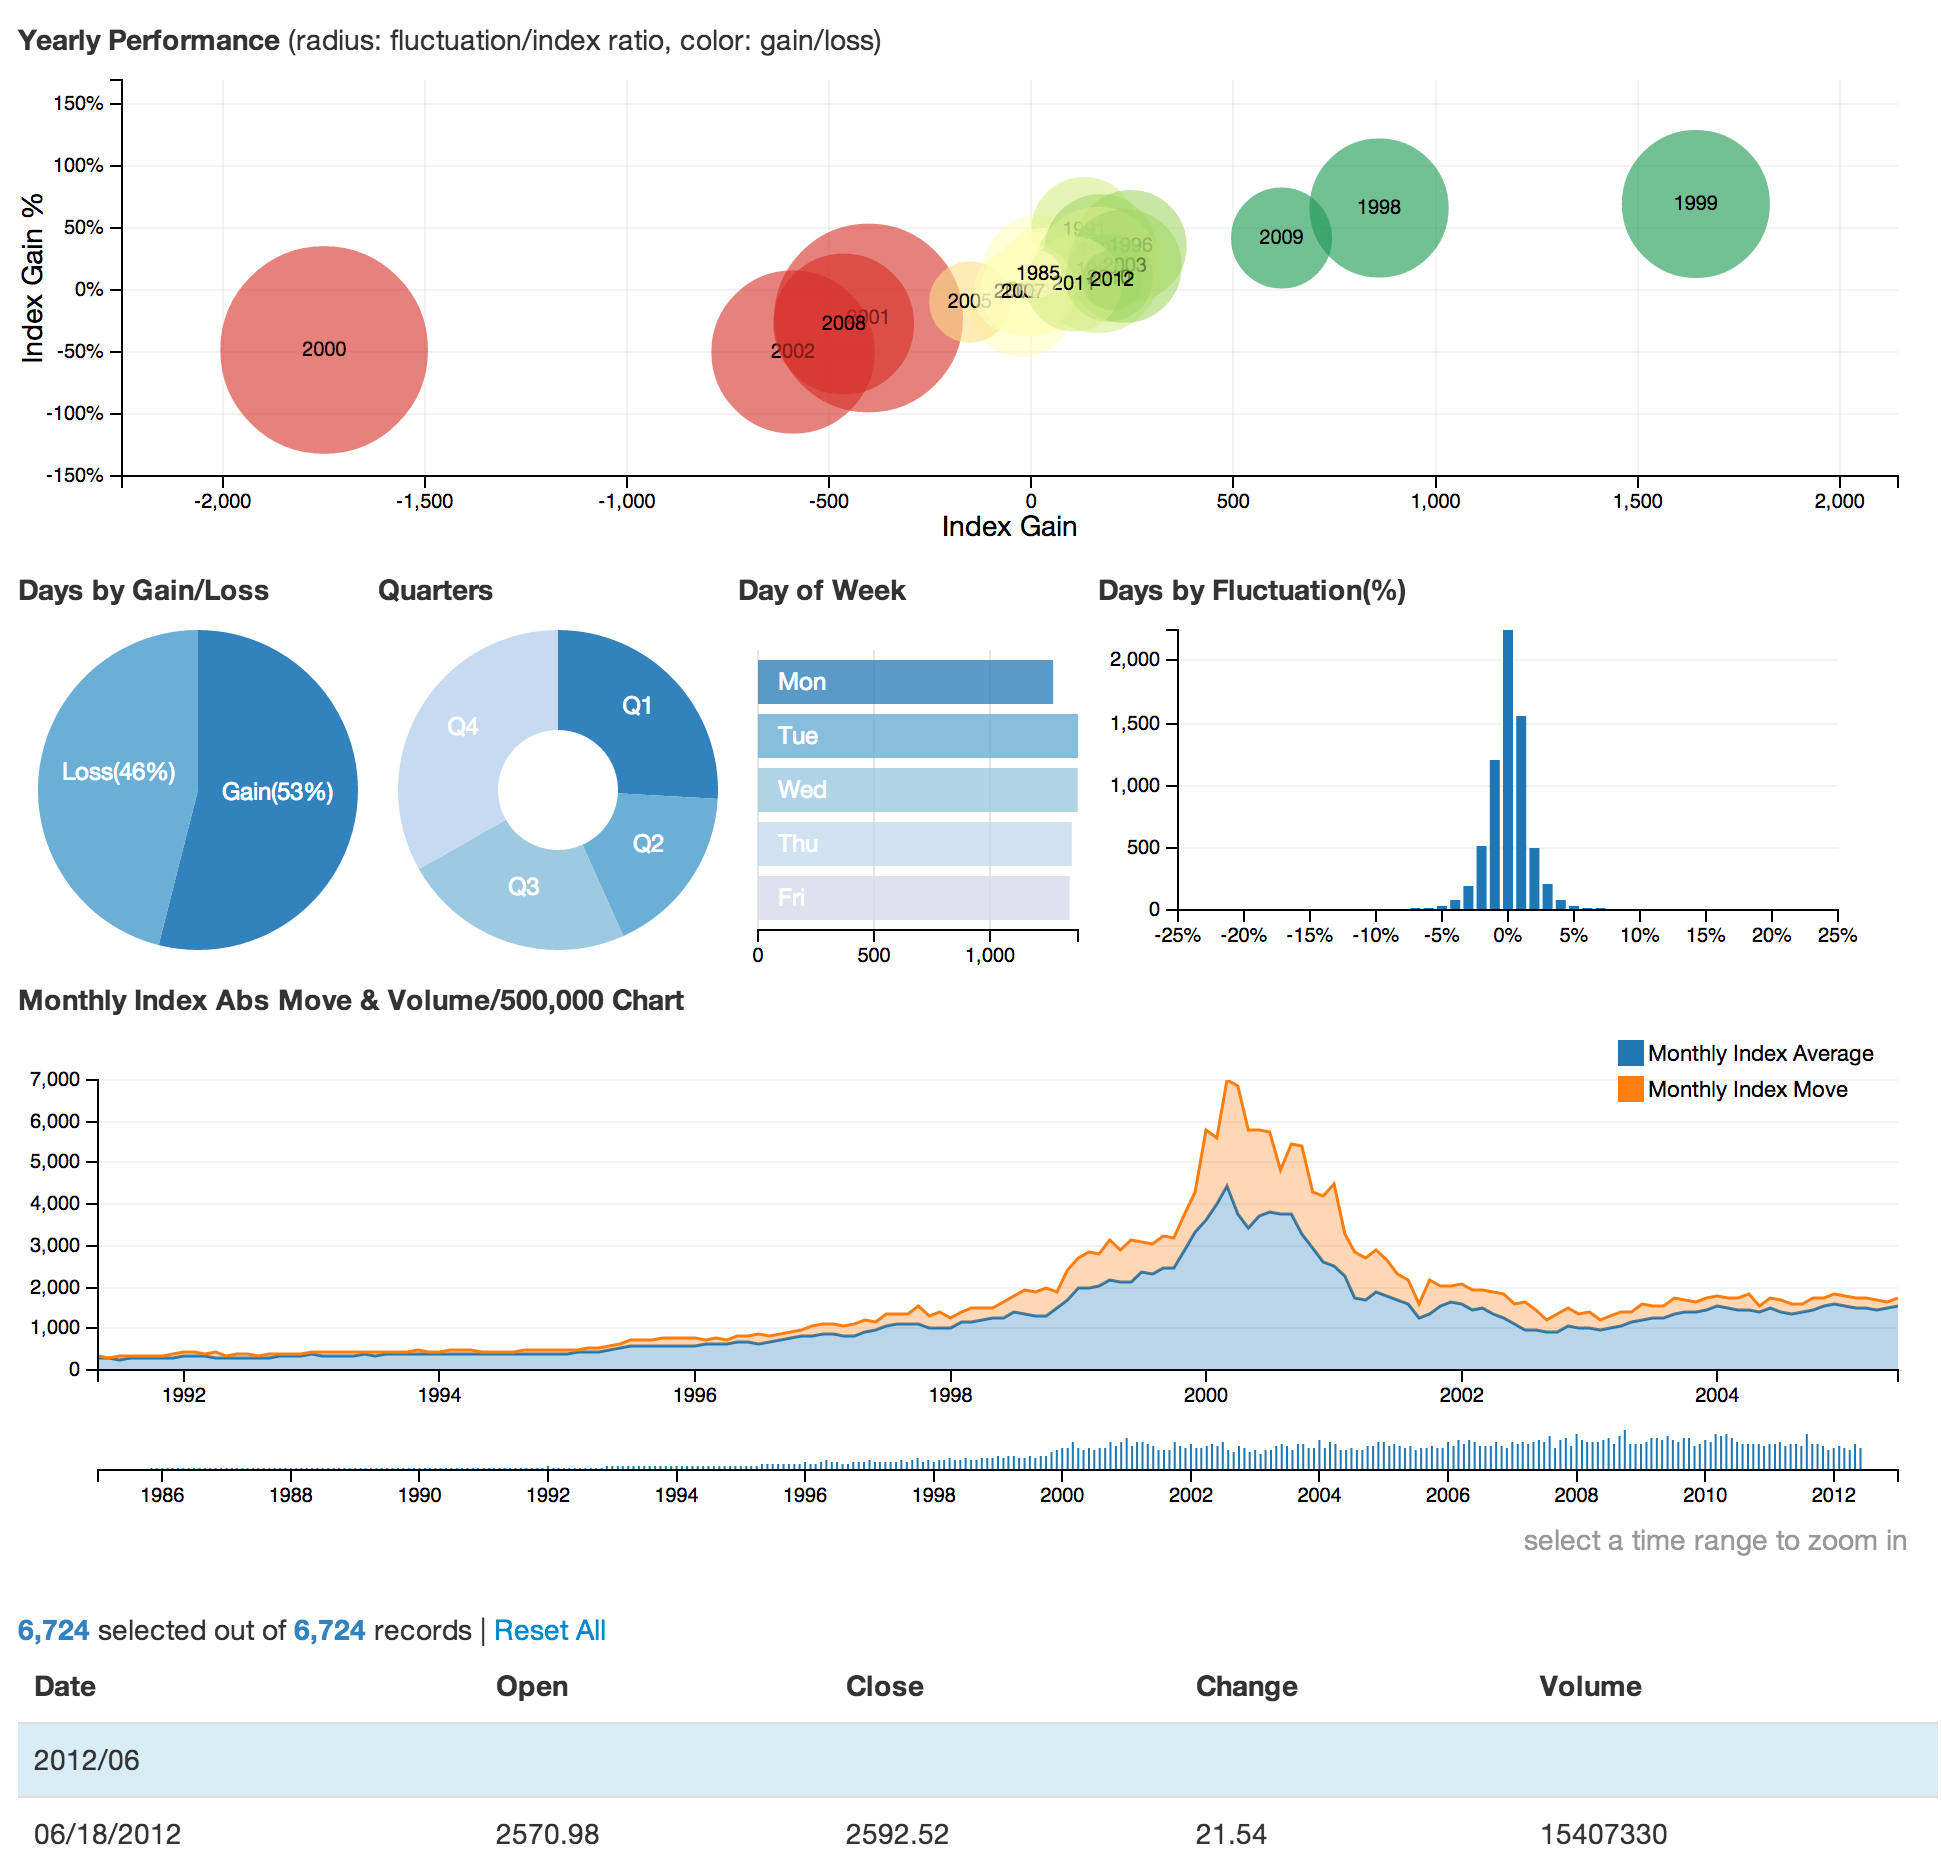 Yearly Performance (radius: fluctuation/index ratio, color: gain/loss)
Index Gain %
150%
100%
50%
0%
-50%
-100%
-150%
2000
2008
2001
2002
2005
2007
1985
1991
1996
2003
2011
2012
2009
1998
1999
-2,000 -1,500 -1,000 -500 0 500 1,000 1,500 2,000
Index Gain
Days by Gain/Loss
Loss(46%)
Gain(53%)
Quarters
Q1
Q2
Q3
Q4
Day of Week
Mon
Tue
Wed
Thu
Fri
0 500 1,000
Days by Fluctuation(%)
2,000
1,500
1,000
500
0
-25% -20% -15% -10% -5% 0% 5% 10% 15% 20% 25%
Monthly Index Abs Move & Volume/500,000 Chart
Monthly Index Average
Monthly Index Move
7,000
6,000
5,000
4,000
3,000
2,000
1,000
0
1992 1994 1996 1998 2000 2002 2004
1986 1988 1990 1992 1994 1996 1998 2000 2002 2004 2006 2008 2010 2012
select a time range to zoom in
6,724 selected out of 6,724 records | Reset All
Date Open Close Change Volume
2012/06
06/18/2012 2570.98 2592.52 21.54 15407330